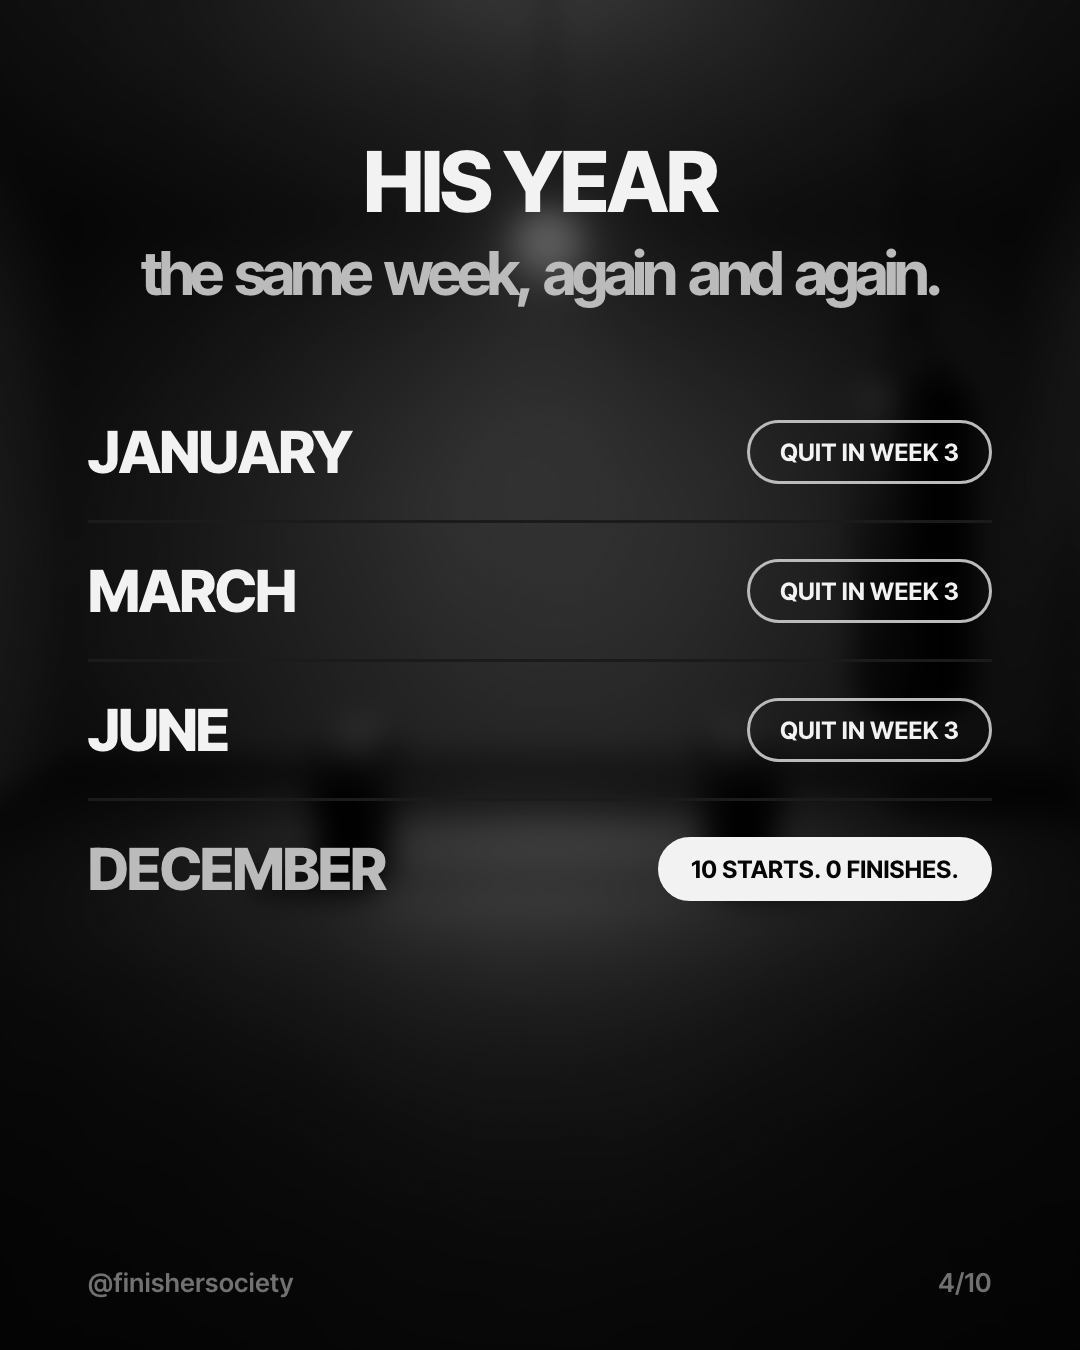 HIS YEAR
the same week, again and again.
JANUARY
QUIT IN WEEK 3
MARCH
QUIT IN WEEK 3
JUNE
QUIT IN WEEK 3
DECEMBER
10 STARTS. 0 FINISHES.
@finishersociety
4/10